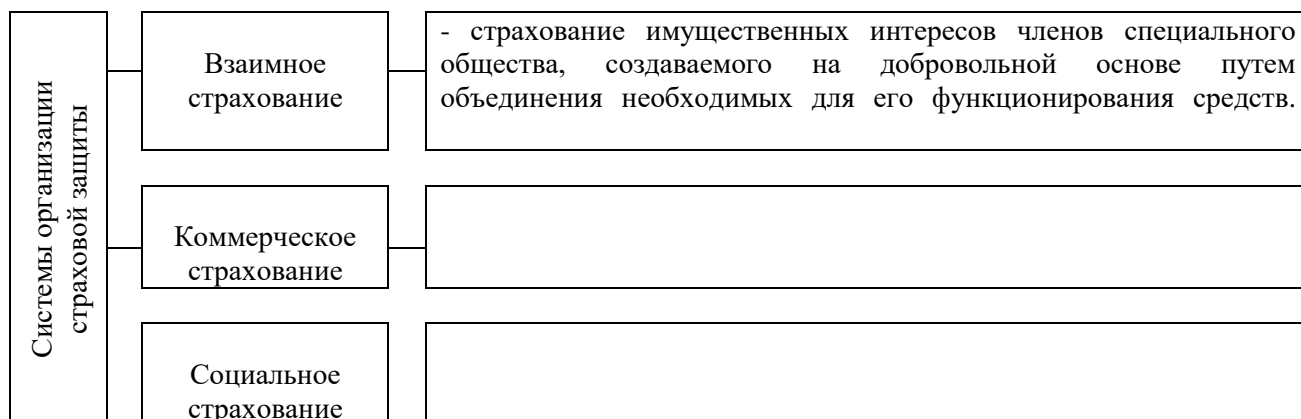 Системы организации
страховой защиты
Взаимное
страхование
- страхование имущественных интересов членов специального
общества, создаваемого на добровольной основе путем
объединения необходимых для его функционирования средств.
Коммерческое
страхование
Социальное
страхование